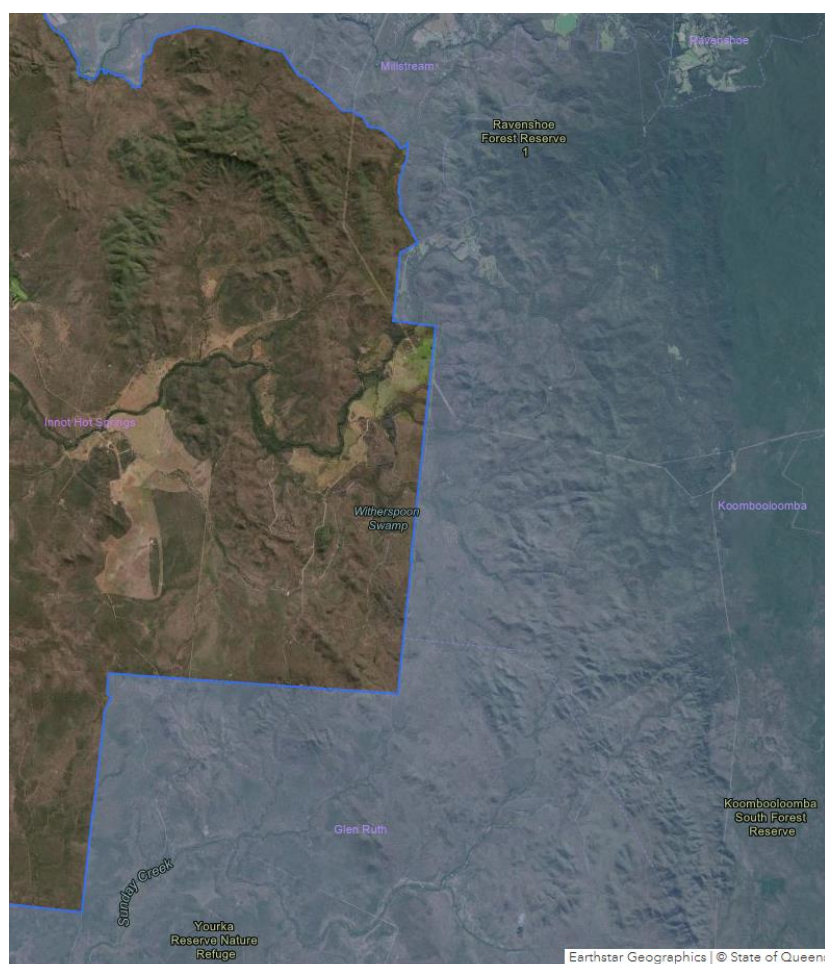 Ravenshoe
Millstream
Ravenshoe
Forest Reserve
1
Innot Hot Springs
Witherspoon
Swamp
Koombooloomba
Koombooloomba
South Forest
Reserve
Glen Ruth
Sunday Creek
Yourka
Reserve Nature
Refuge
Earthstar Geographics | © State of Queen